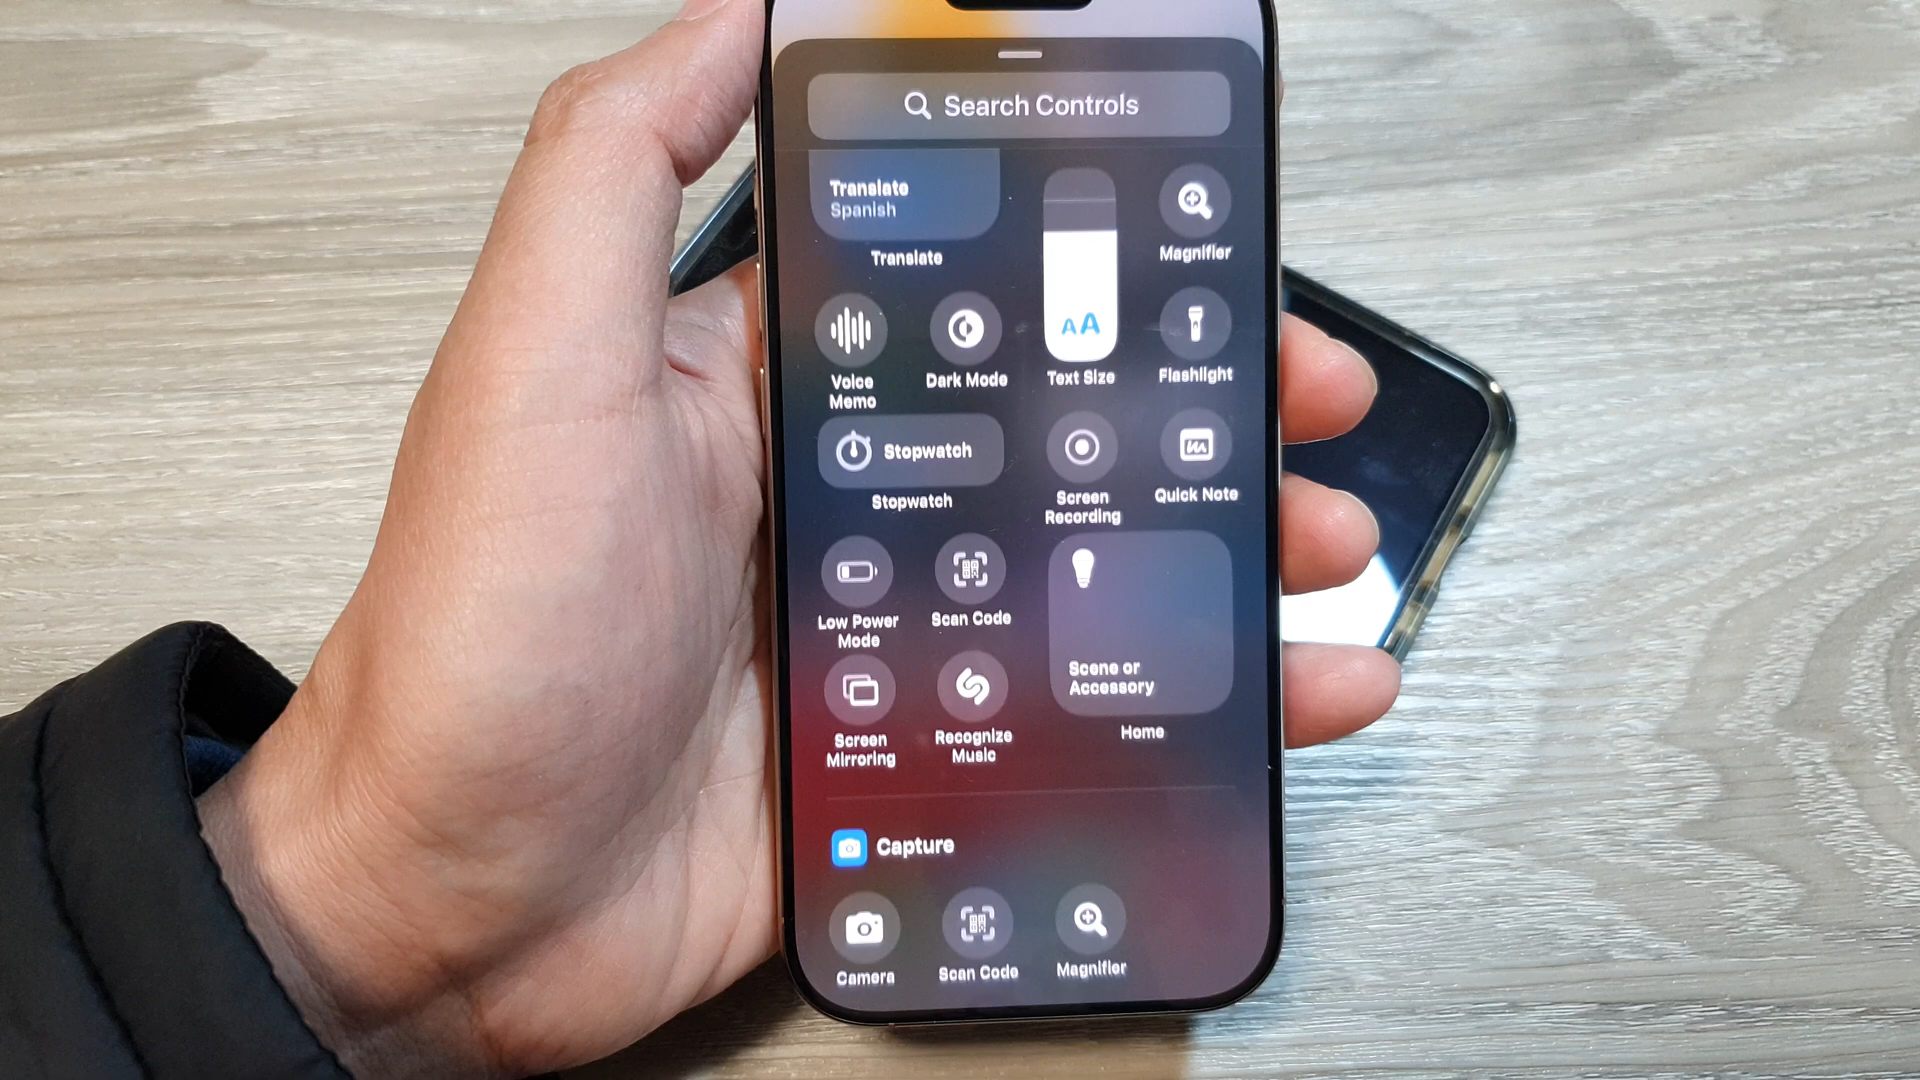 Search Controls
Translate
Spanish
Translate
Magnifier
AA
Voice
Memo
Dark Mode
Text Size
Flashlight
Stopwatch
Stopwatch
Screen
Recording
Quick Note
Low Power
Mode
Scan Code
Scene or
Accessory
Home
Screen
Mirroring
Recognize
Music
Capture
Camera
Scan Code
Magnifier